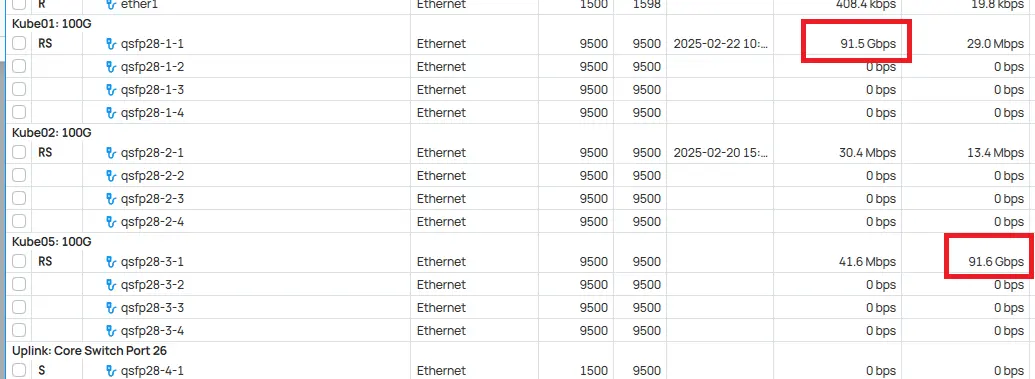 R ether1 Ethernet 1500 1598 408.4 kbps 19.8 kbps
Kube01: 100G
RS qsfp28-1-1 Ethernet 9500 9500 2025-02-22 10:... 91.5 Gbps 29.0 Mbps
qsfp28-1-2 Ethernet 9500 9500 0 bps 0 bps
qsfp28-1-3 Ethernet 9500 9500 0 bps 0 bps
qsfp28-1-4 Ethernet 9500 9500 0 bps 0 bps
Kube02: 100G
RS qsfp28-2-1 Ethernet 9500 9500 2025-02-20 15:... 30.4 Mbps 13.4 Mbps
qsfp28-2-2 Ethernet 9500 9500 0 bps 0 bps
qsfp28-2-3 Ethernet 9500 9500 0 bps 0 bps
qsfp28-2-4 Ethernet 9500 9500 0 bps 0 bps
Kube05: 100G
RS qsfp28-3-1 Ethernet 9500 9500 41.6 Mbps 91.6 Gbps
qsfp28-3-2 Ethernet 9500 9500 0 bps 0 bps
qsfp28-3-3 Ethernet 9500 9500 0 bps 0 bps
qsfp28-3-4 Ethernet 9500 9500 0 bps 0 bps
Uplink: Core Switch Port 26
S qsfp28-4-1 Ethernet 1500 9500 0 bps 0 bps